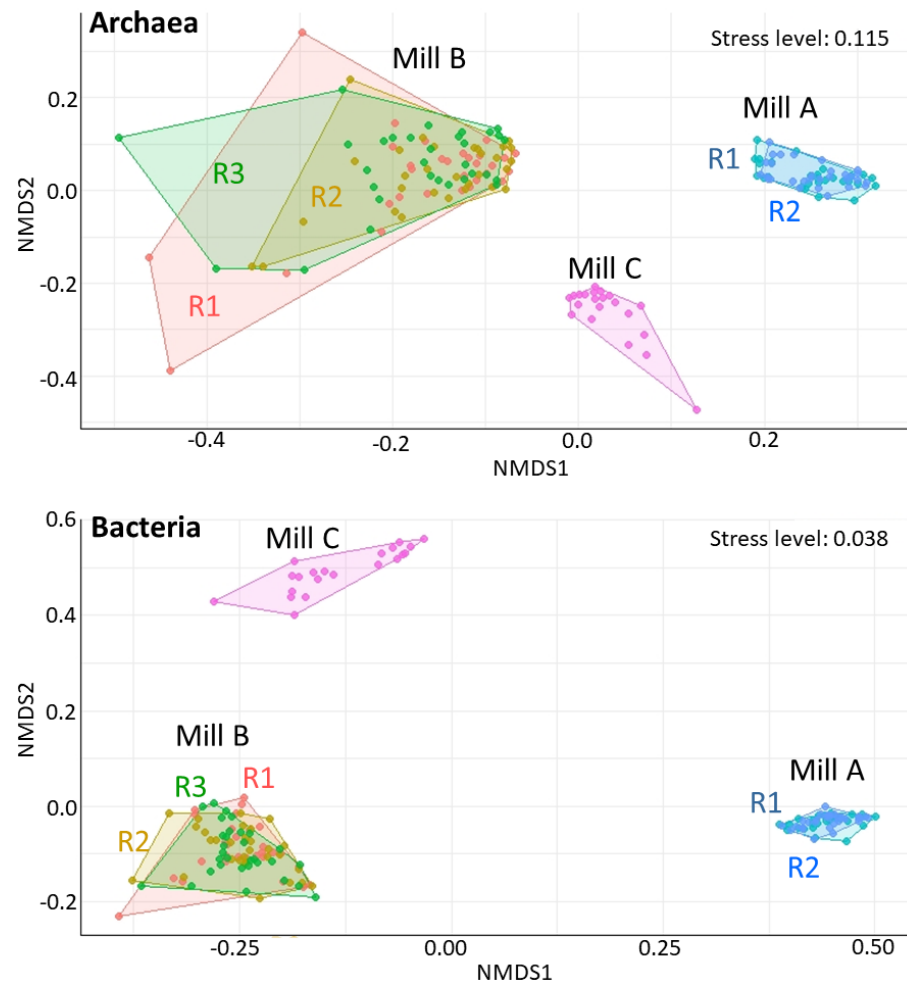 Archaea
Stress level: 0.115
Mill B
Mill A
R1
R3
R2
R2
Mill C
R1
0.2
0.0
-0.2
-0.4
NMDS2
-0.4
-0.2
0.0
0.2
NMDS1
Bacteria
Stress level: 0.038
Mill C
Mill B
R3
R1
R2
Mill A
R1
R2
0.6
0.4
0.2
0.0
-0.2
NMDS2
-0.25
0.00
0.25
0.50
NMDS1